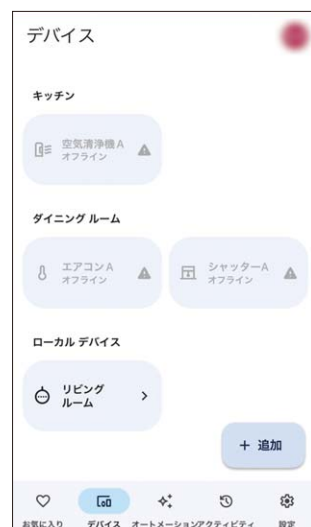 デバイス
キッチン
空気清浄機A
オフライン
ダイニング ルーム
エアコンA
オフライン
シャッターA
オフライン
ローカル デバイス
リビング
ルーム
+ 追加
お気に入り デバイス オートメーション アクティビティ 設定